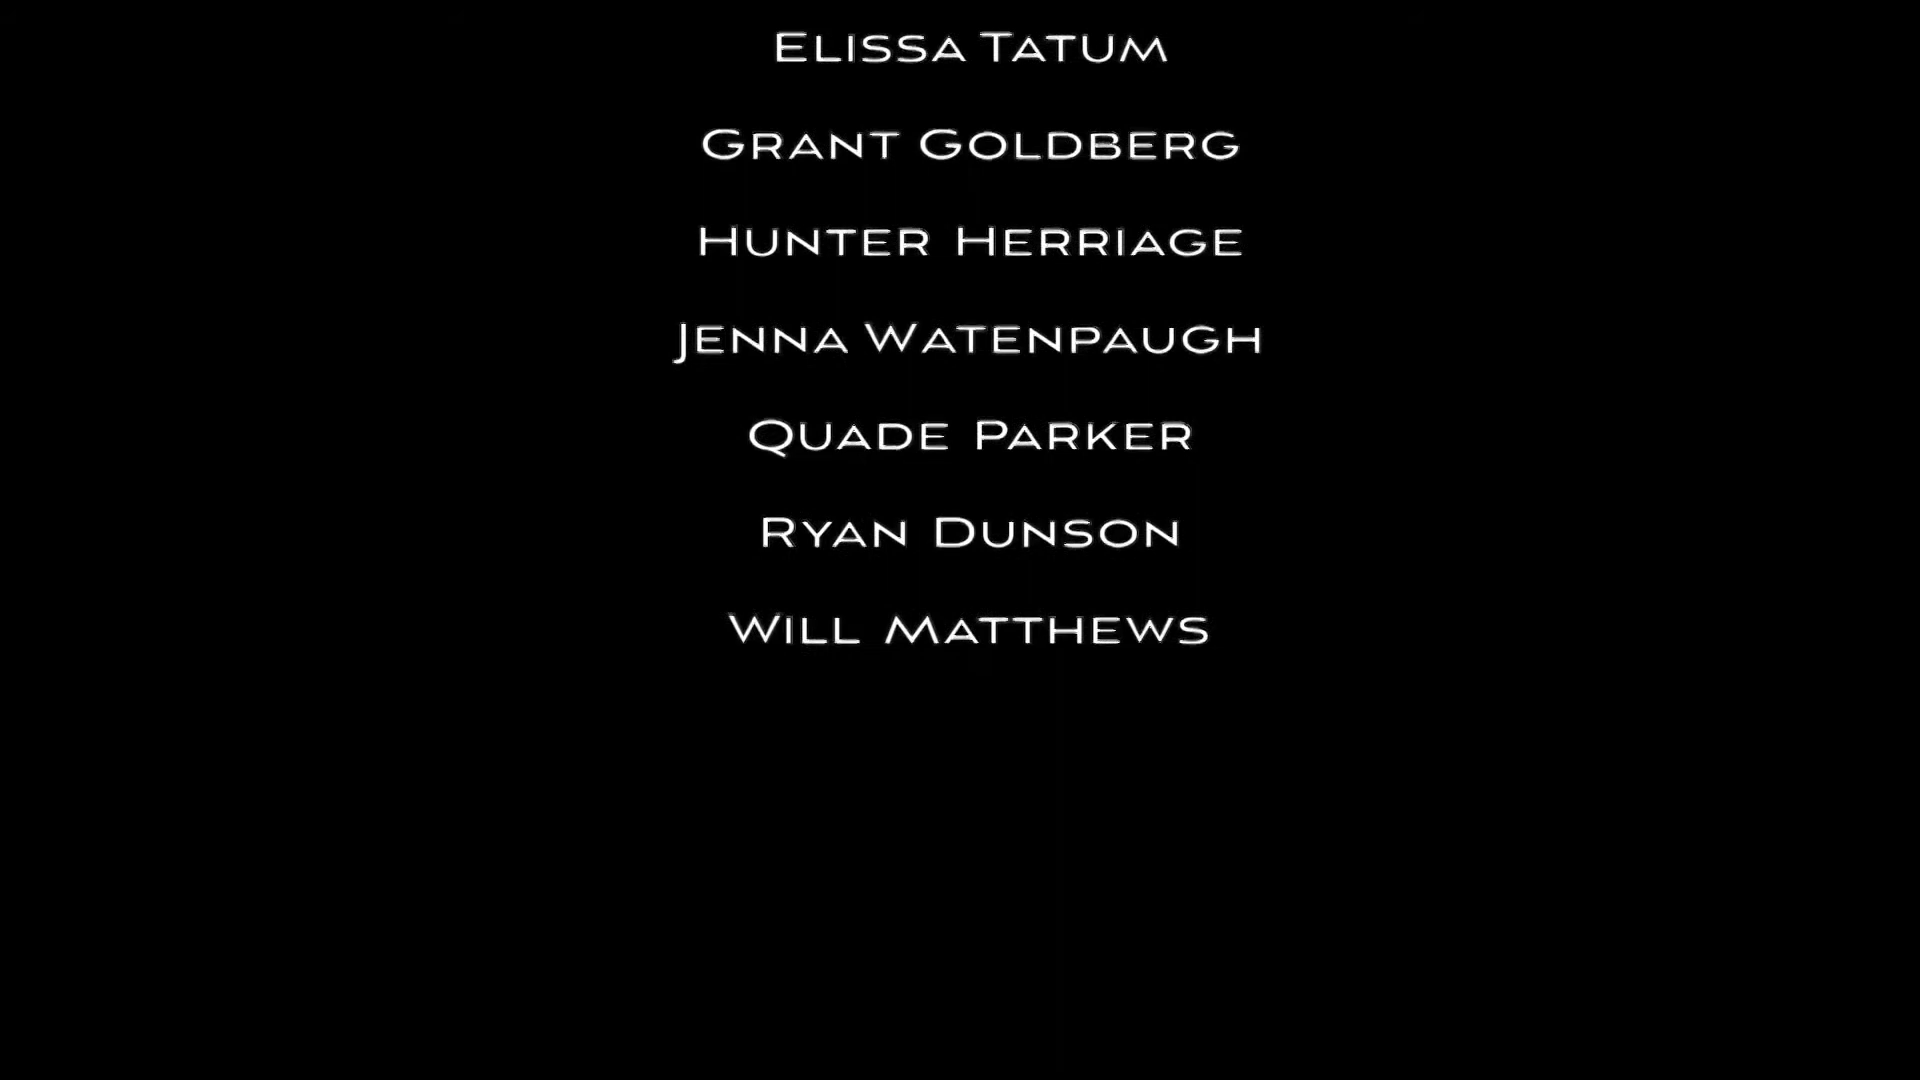 Elissa Tatum
Grant Goldberg
Hunter Herriage
Jenna Watenpaugh
Quade Parker
Ryan Dunson
Will Matthews